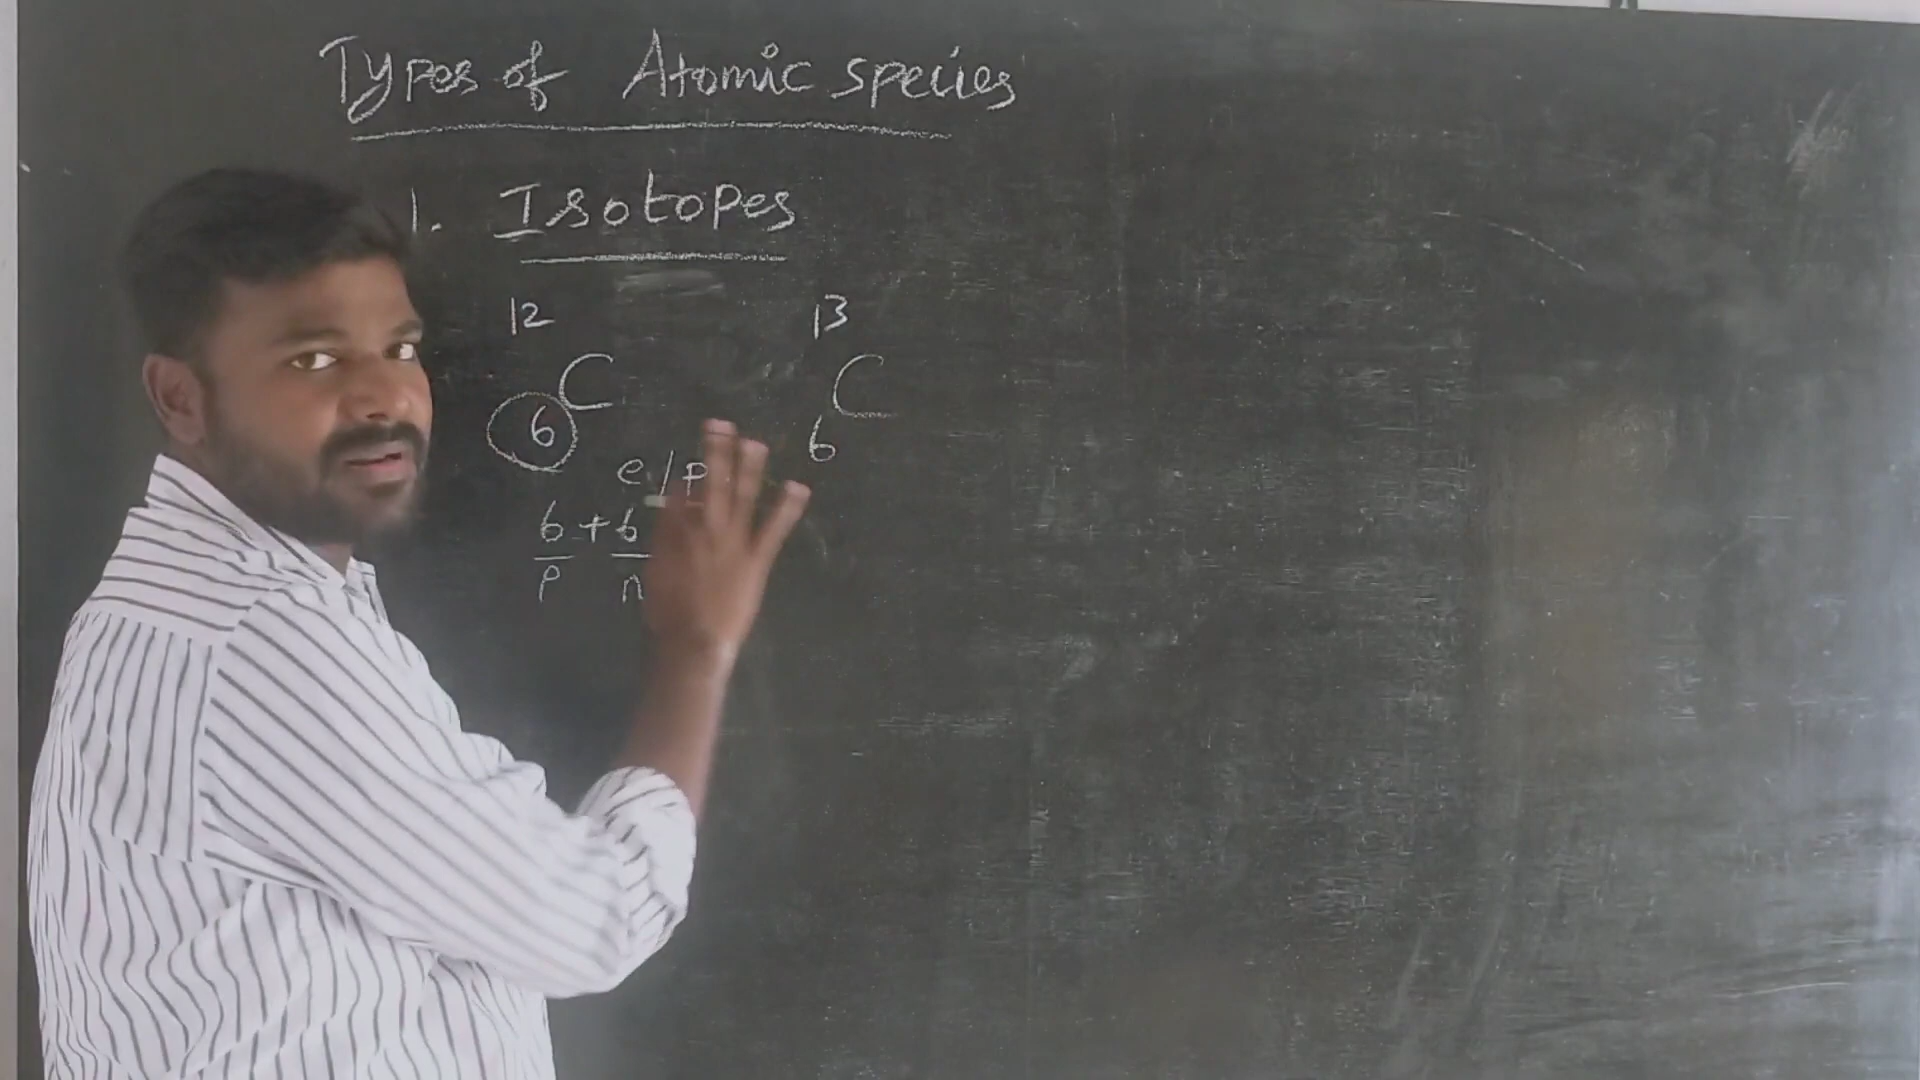 Types of Atomic species
1. Isotopes
12 13
C C
6 6
e/p
6 + 6
p n